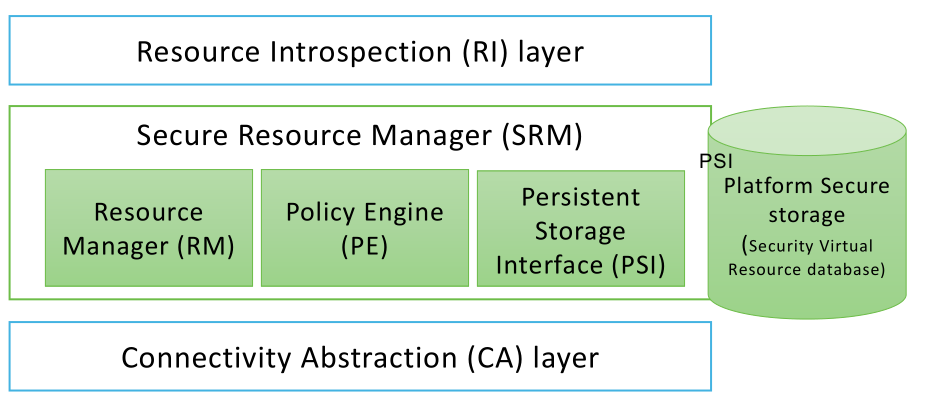 Resource Introspection (RI) layer
Secure Resource Manager (SRM)
Resource
Manager (RM)
Policy Engine
(PE)
Persistent
Storage
Interface (PSI)
PSI
Platform Secure
storage
(Security Virtual
Resource database)
Connectivity Abstraction (CA) layer